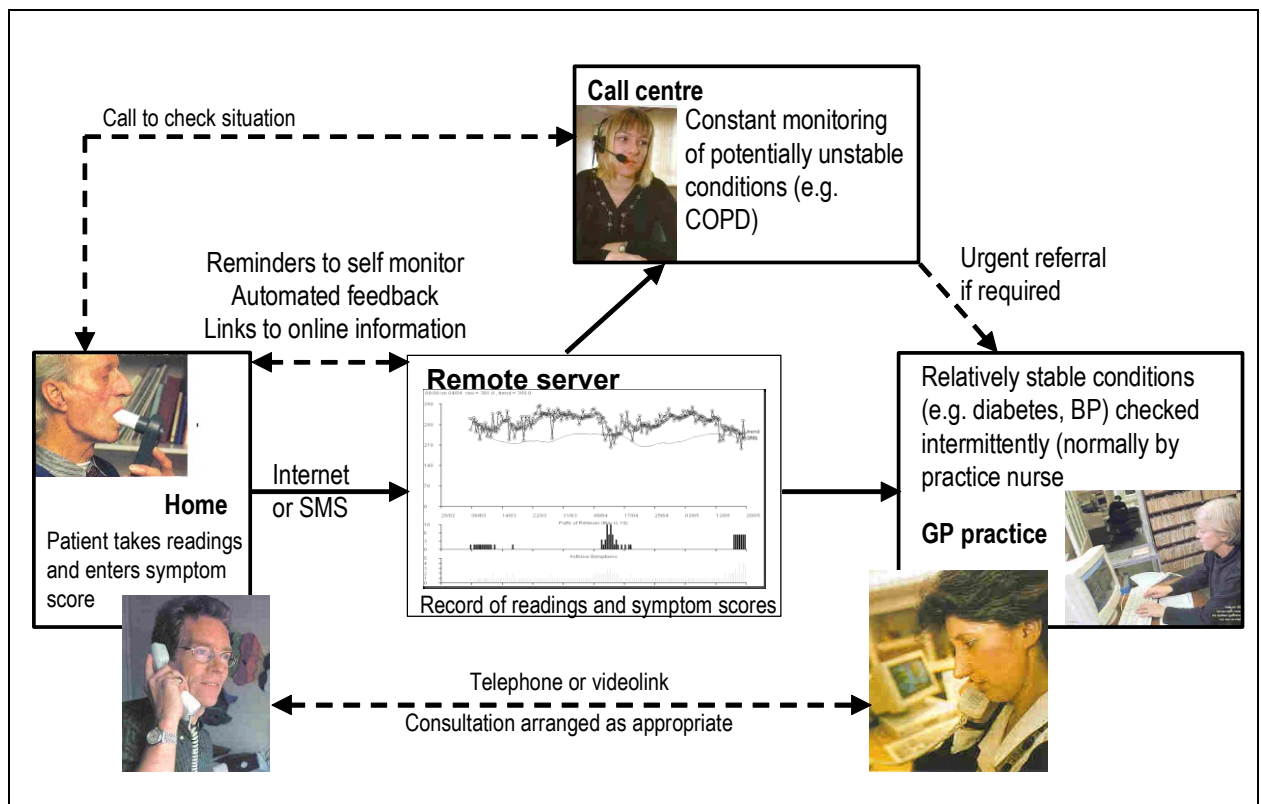 Call centre
Constant monitoring
of potentially unstable
conditions (e.g.
COPD)
Call to check situation
Reminders to self monitor
Automated feedback
Links to online information
Urgent referral
if required
Home
Patient takes readings
and enters symptom
score
Internet
or SMS
Remote server
Record of readings and symptom scores
Relatively stable conditions
(e.g. diabetes, BP) checked
intermittently (normally by
practice nurse
GP practice
Telephone or videolink
Consultation arranged as appropriate